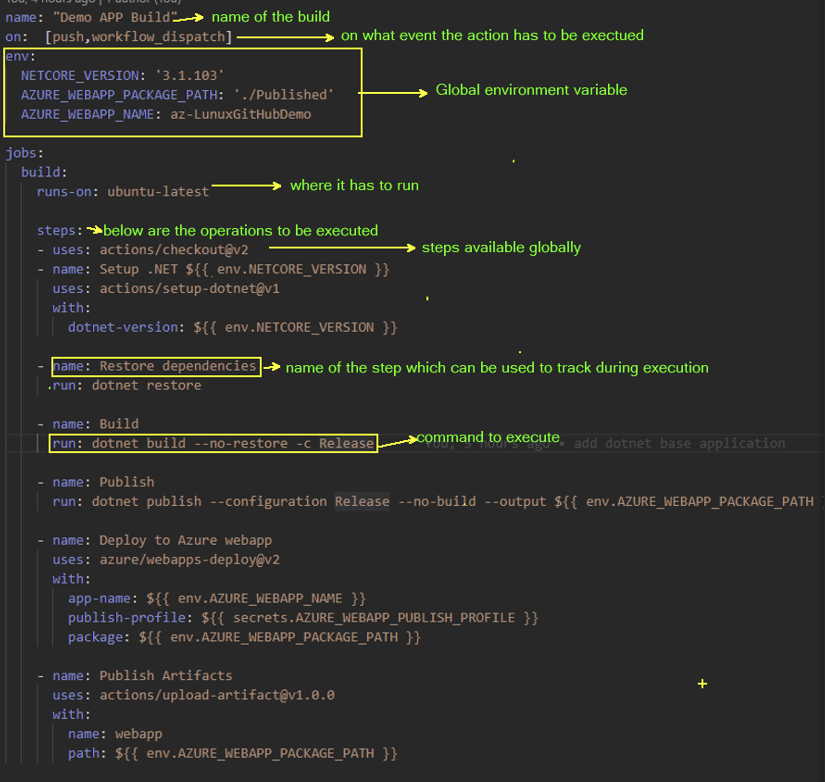 You, 4 hours ago | 1 author (You)
name: "Demo APP Build" name of the build
on: [push,workflow_dispatch] on what event the action has to be exectued
env:
NETCORE_VERSION: '3.1.103'
AZURE_WEBAPP_PACKAGE_PATH: './Published' Global environment variable
AZURE_WEBAPP_NAME: az-LunuxGitHubDemo
jobs:
build:
runs-on: ubuntu-latest where it has to run
steps: below are the operations to be executed
- uses: actions/checkout@v2 steps available globally
- name: Setup .NET ${{ env.NETCORE_VERSION }}
uses: actions/setup-dotnet@v1
with:
dotnet-version: ${{ env.NETCORE_VERSION }}
- name: Restore dependencies name of the step which can be used to track during execution
run: dotnet restore
- name: Build
run: dotnet build --no-restore -c Release command to execute You, 5 hours ago • add dotnet base application
- name: Publish
run: dotnet publish --configuration Release --no-build --output ${{ env.AZURE_WEBAPP_PACKAGE_PATH }
- name: Deploy to Azure webapp
uses: azure/webapps-deploy@v2
with:
app-name: ${{ env.AZURE_WEBAPP_NAME }}
publish-profile: ${{ secrets.AZURE_WEBAPP_PUBLISH_PROFILE }}
package: ${{ env.AZURE_WEBAPP_PACKAGE_PATH }}
- name: Publish Artifacts
uses: actions/upload-artifact@v1.0.0
with:
name: webapp
path: ${{ env.AZURE_WEBAPP_PACKAGE_PATH }}